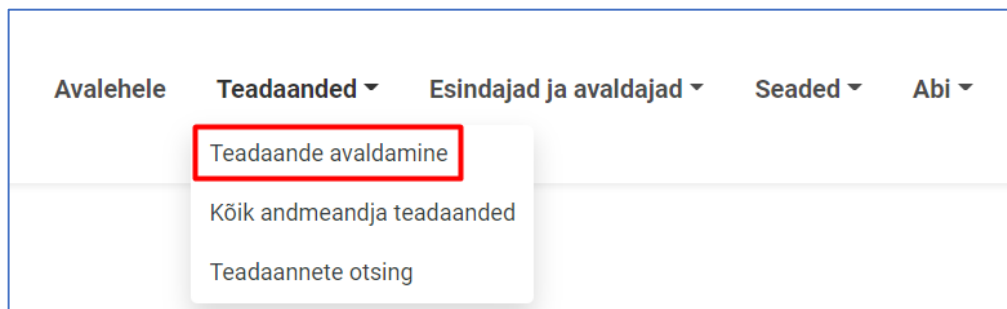 Avalehele Teadaanded Esindajad ja avaldajad Seaded Abi
Teadaande avaldamine
Kõik andmeandja teadaanded
Teadaannete otsing